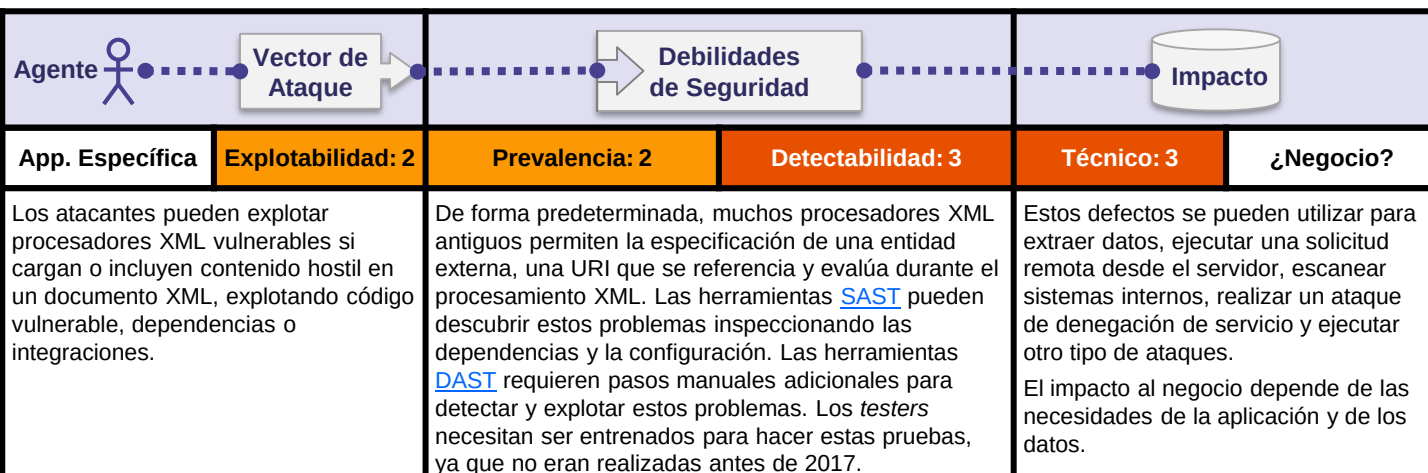 Agente
Vector de
Ataque
Debilidades
de Seguridad
Impacto
App. Específica
Explotabilidad: 2
Prevalencia: 2
Detectabilidad: 3
Técnico: 3
¿Negocio?
Los atacantes pueden explotar
procesadores XML vulnerables si
cargan o incluyen contenido hostil en
un documento XML, explotando código
vulnerable, dependencias o
integraciones.
De forma predeterminada, muchos procesadores XML
antiguos permiten la especificación de una entidad
externa, una URI que se referencia y evalúa durante el
procesamiento XML. Las herramientas SAST pueden
descubrir estos problemas inspeccionando las
dependencias y la configuración. Las herramientas
DAST requieren pasos manuales adicionales para
detectar y explotar estos problemas. Los testers
necesitan ser entrenados para hacer estas pruebas,
ya que no eran realizadas antes de 2017.
Estos defectos se pueden utilizar para
extraer datos, ejecutar una solicitud
remota desde el servidor, escanear
sistemas internos, realizar un ataque
de denegación de servicio y ejecutar
otro tipo de ataques.
El impacto al negocio depende de las
necesidades de la aplicación y de los
datos.